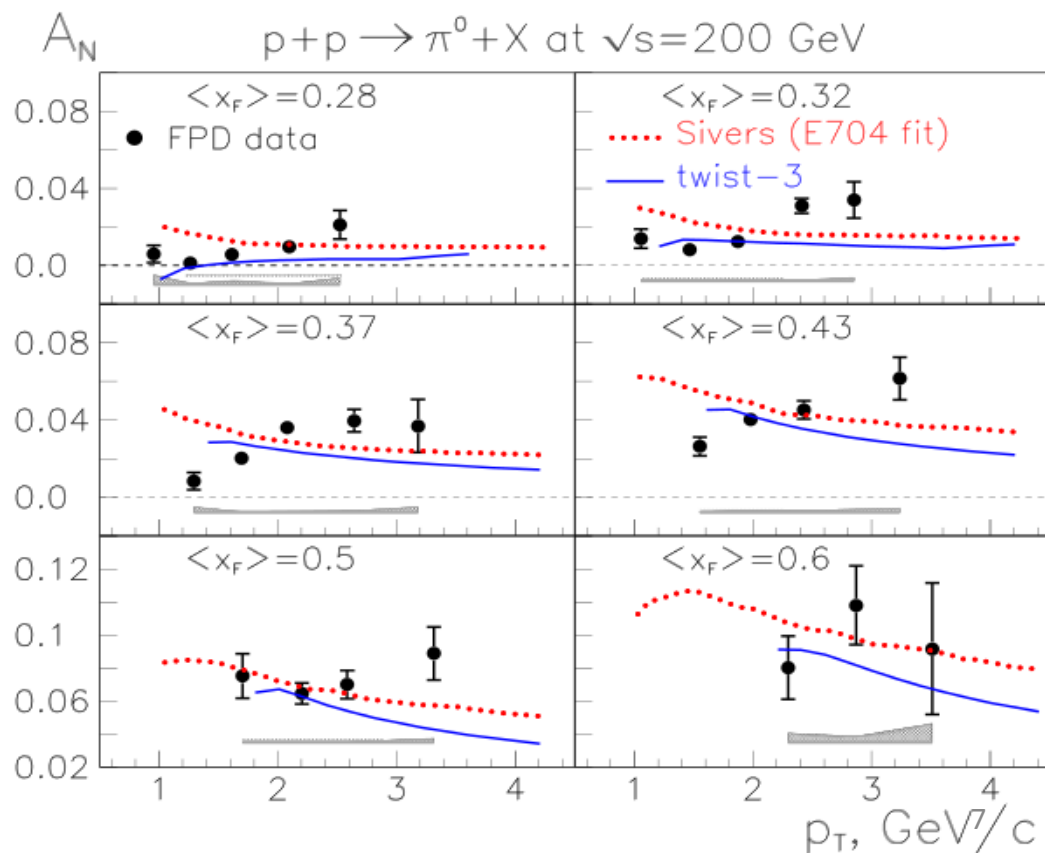 A_N p+p → π⁰+X at √s=200 GeV
<x_F>=0.28 <x_F>=0.32
FPD data Sivers (E704 fit)
twist-3
0.08
0.04
0.0
<x_F>=0.37 <x_F>=0.43
0.08
0.04
0.0
<x_F>=0.5 <x_F>=0.6
0.12
0.1
0.08
0.06
0.04
0.02
1 2 3 4 1 2 3 4
p_T, GeV/c